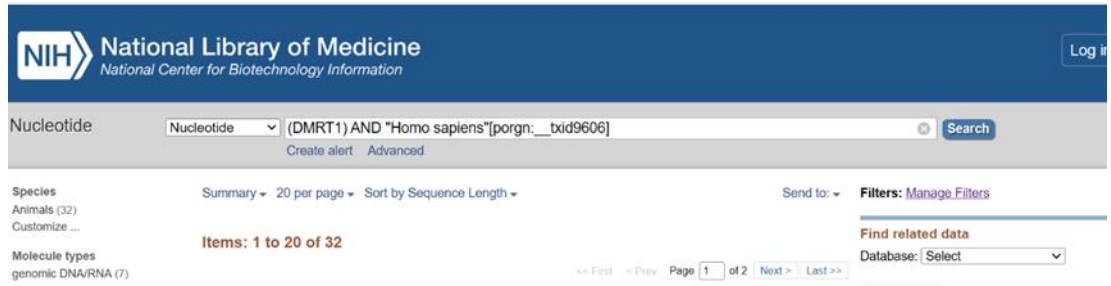 NIH National Library of Medicine
National Center for Biotechnology Information
Log in
Nucleotide Nucleotide (DMRT1) AND "Homo sapiens"[porgn:__txid9606] Search
Create alert Advanced
Species
Animals (32)
Customize ...
Molecule types
genomic DNA/RNA (7)
Summary 20 per page Sort by Sequence Length Send to:
Items: 1 to 20 of 32
<< First < Prev Page 1 of 2 Next > Last >>
Filters: Manage Filters
Find related data
Database: Select